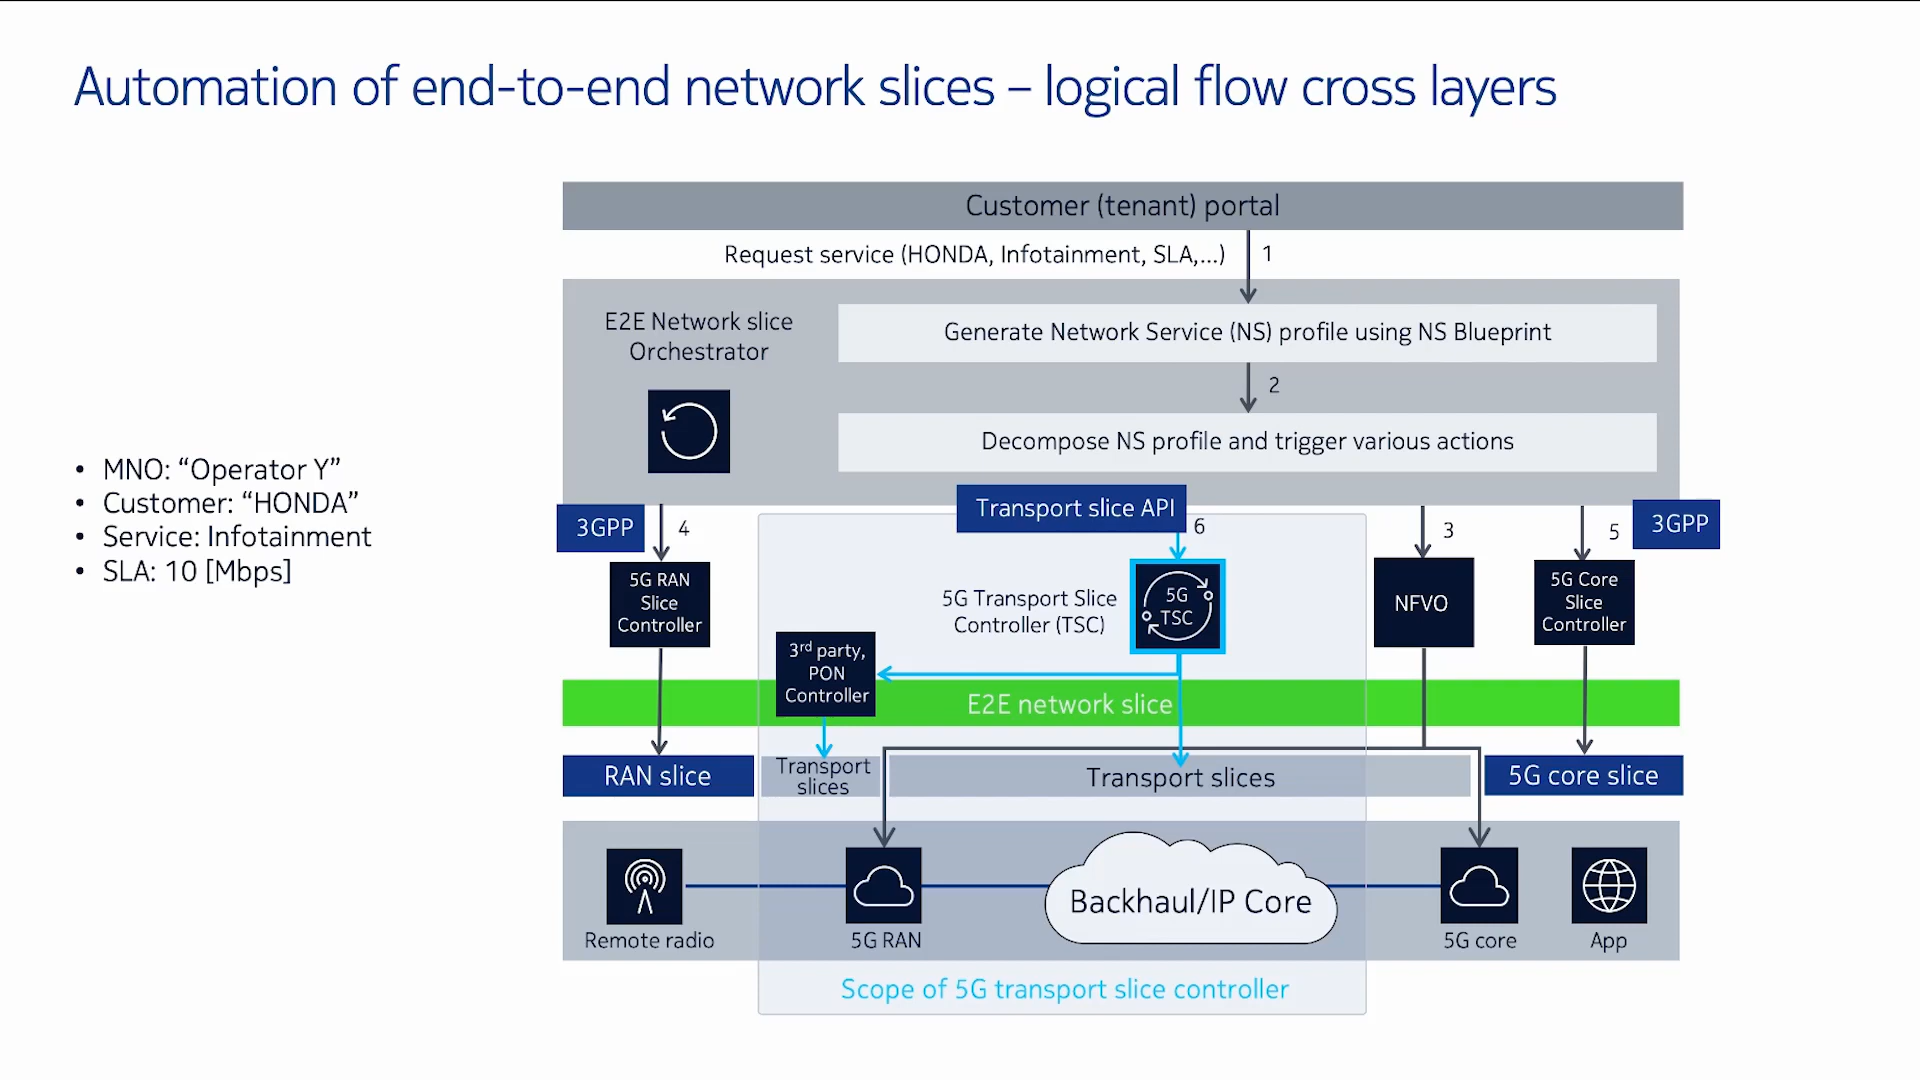 Automation of end-to-end network slices – logical flow cross layers
Customer (tenant) portal
Request service (HONDA, Infotainment, SLA,...)
1
E2E Network slice
Orchestrator
Generate Network Service (NS) profile using NS Blueprint
2
Decompose NS profile and trigger various actions
• MNO: “Operator Y”
• Customer: “HONDA”
• Service: Infotainment
• SLA: 10 [Mbps]
3GPP
4
Transport slice API
6
3
5
3GPP
5G RAN
Slice
Controller
5G Transport Slice
Controller (TSC)
5G
TSC
NFVO
5G Core
Slice
Controller
3rd party,
PON
Controller
E2E network slice
RAN slice
Transport
slices
Transport slices
5G core slice
Remote radio
5G RAN
Backhaul/IP Core
5G core
App
Scope of 5G transport slice controller